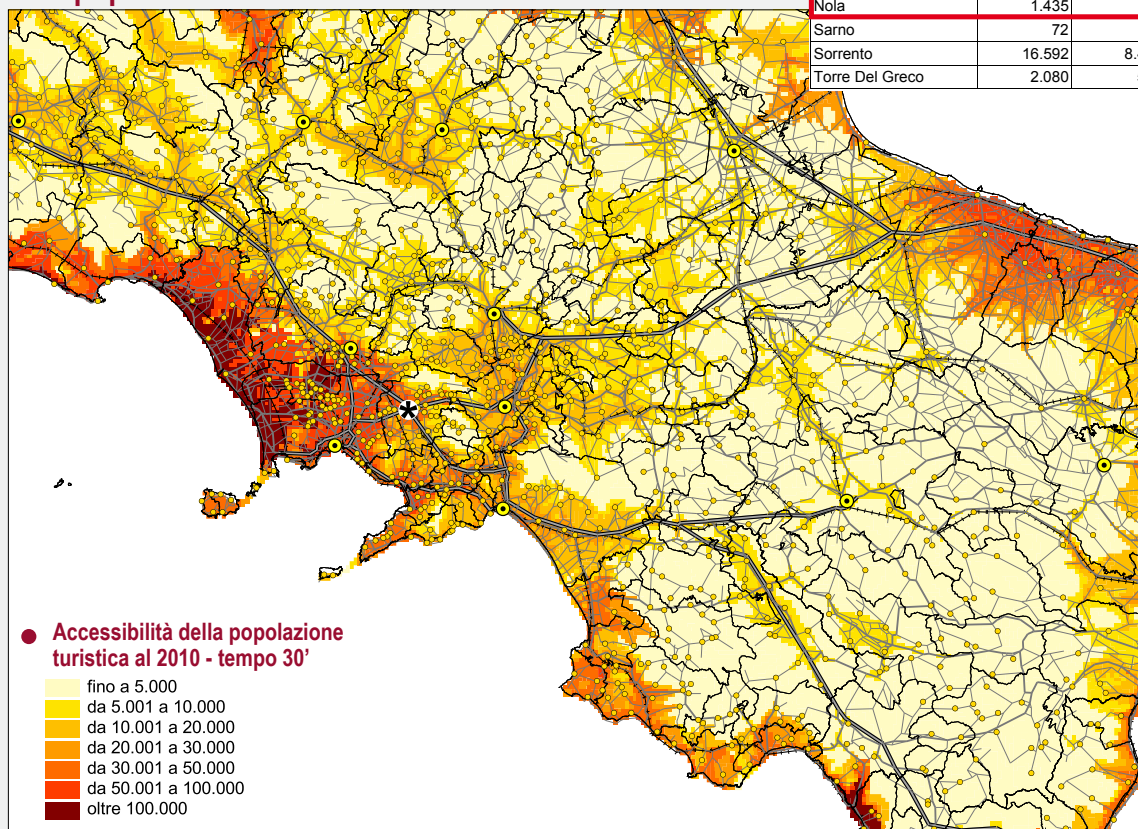 Nola 1.435
Sarno 72
Sorrento 16.592
Torre Del Greco 2.080
Accessibilità della popolazione
turistica al 2010 - tempo 30’
fino a 5.000
da 5.001 a 10.000
da 10.001 a 20.000
da 20.001 a 30.000
da 30.001 a 50.000
da 50.001 a 100.000
oltre 100.000